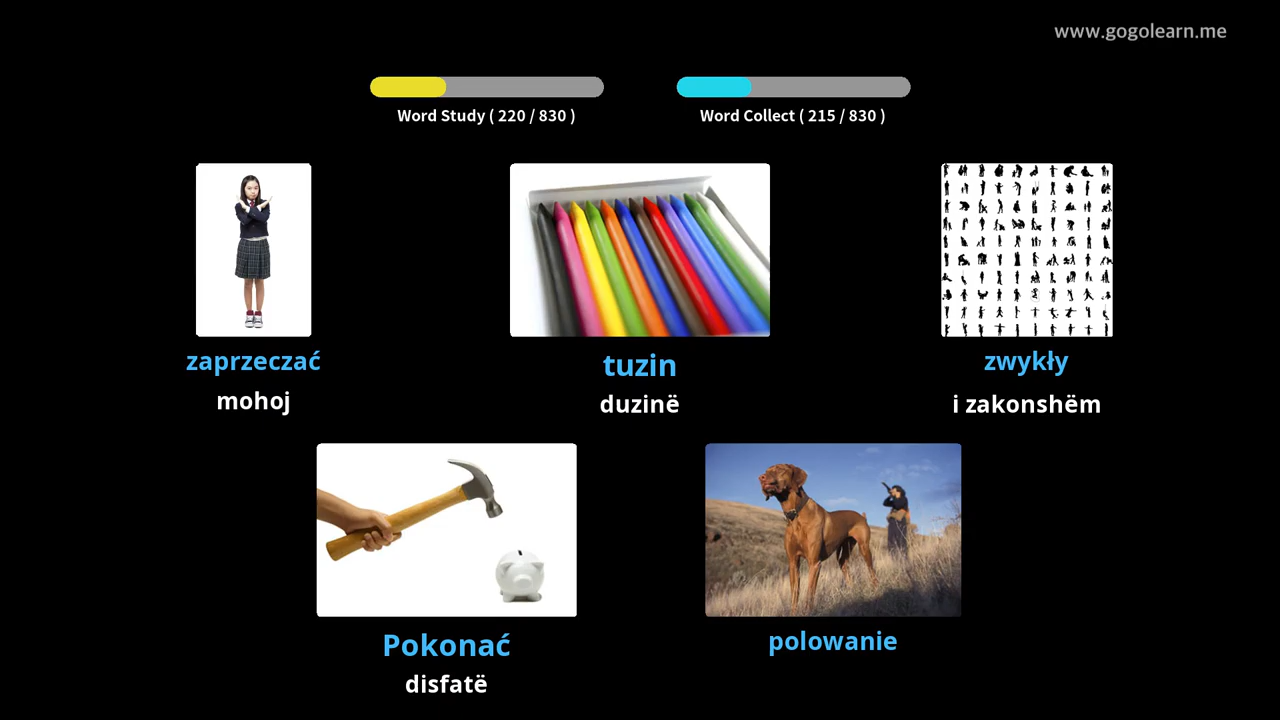 www.gogolearn.me
Word Study ( 220 / 830 )
Word Collect ( 215 / 830 )
zaprzeczać
mohoj
tuzin
duzinë
zwykły
i zakonshëm
Pokonać
disfatë
polowanie